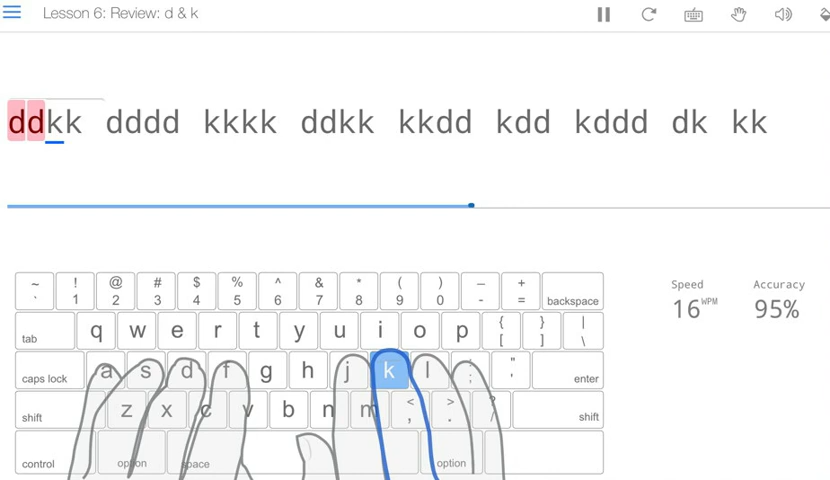 Lesson 6: Review: d & k
ddkk dddd kkkk ddkk kkdd kdd kddd dk kk
Speed Accuracy
16 WPM 95%
~ ! @ # $ % ^ & * ( ) — +
` 1 2 3 4 5 6 7 8 9 0 - = backspace
tab q w e r t y u i o p { [ } ] | \
caps lock a s d f g h j k l : ; " ' enter
shift z x c v b n m < , > . ? / shift
control option space option